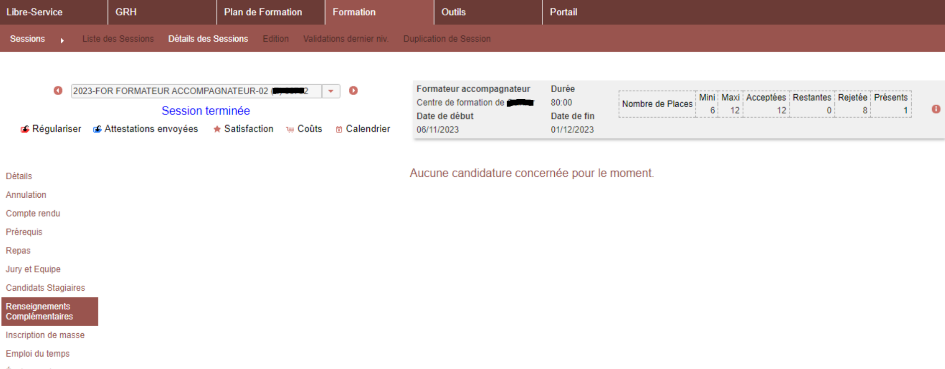 Libre-Service GRH Plan de Formation Formation Outils Portail
Sessions Liste des Sessions Détails des Sessions Edition Validations dernier niv Duplication de Session
2023-FOR FORMATEUR ACCOMPAGNATEUR-02
Session terminée
Régulariser Attestations envoyées Satisfaction Coûts Calendrier
Formateur accompagnateur Durée
Centre de formation de 80:00
Date de début Date de fin
06/11/2023 01/12/2023
Nombre de Places
Mini Maxi Acceptées Restantes Rejetée Présents
6 12 12 0 8 1
Détails
Annulation
Compte rendu
Prérequis
Repas
Jury et Equipe
Candidats Stagiaires
Renseignements
Complémentaires
Inscription de masse
Emploi du temps
Aucune candidature concernée pour le moment.